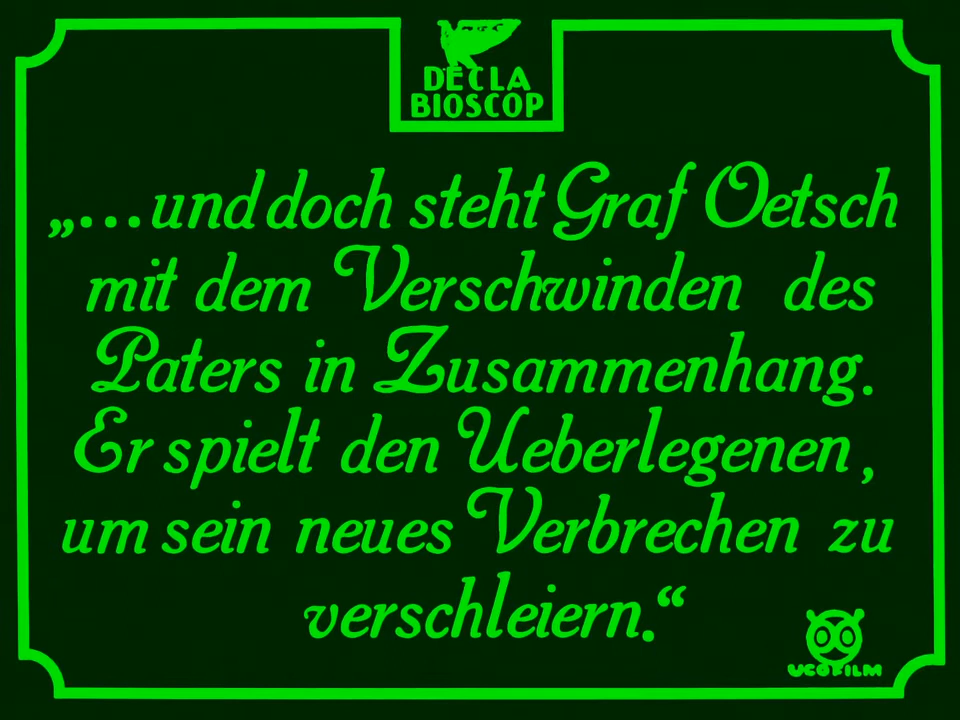 DECLA
BIOSCOP
„...und doch steht Graf Oetsch
mit dem Verschwinden des
Paters in Zusammenhang.
Er spielt den Ueberlegenen,
um sein neues Verbrechen zu
verschleiern.“
UCOFILM